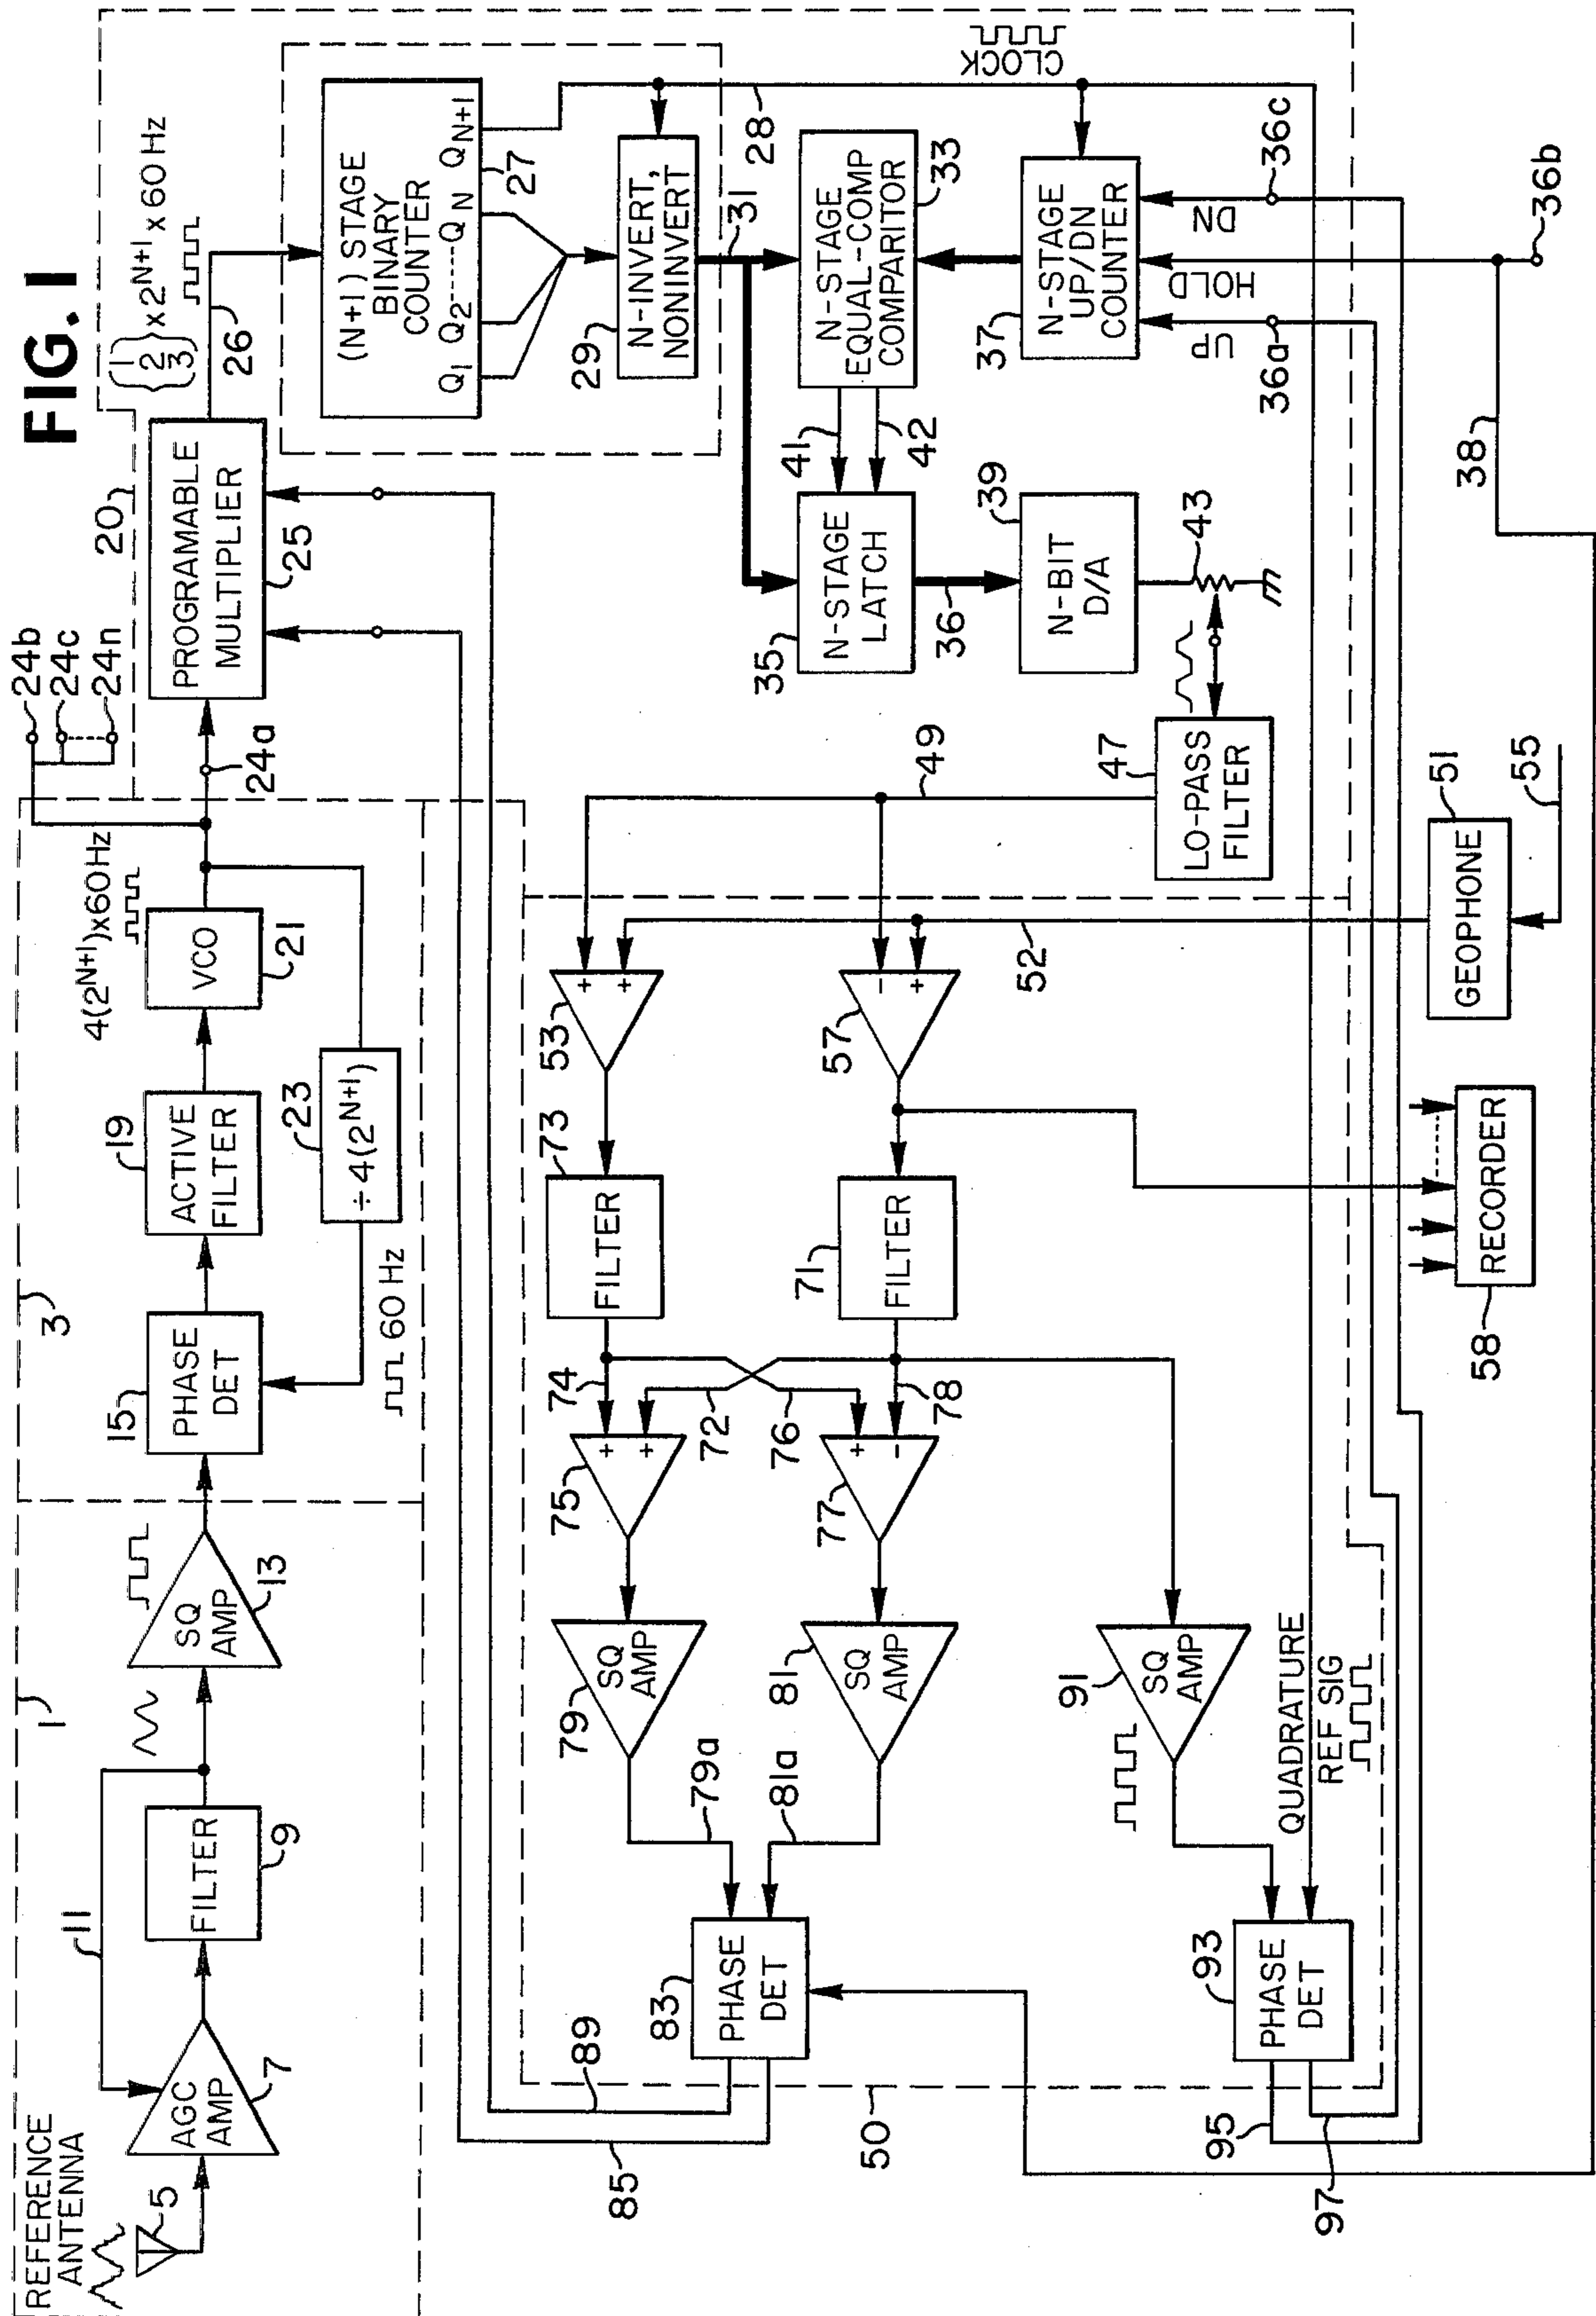 FIG. 1
REFERENCE
ANTENNA
5
AGC
AMP
7
11
FILTER
9
1
SQ
AMP
13
3
15
PHASE
DET
60 Hz
19
ACTIVE
FILTER
23
÷ 4(2^{N+1})
4(2^{N+1}) x 60 Hz
VCO
21
24a
24b
24c
24n
20
PROGRAMABLE
MULTIPLIER
25
{1 2 3} x 2^{N+1} x 60 Hz
26
(N+1) STAGE
BINARY
COUNTER
Q1 Q2-----QN QN+1
27
29
N-INVERT,
NONINVERT
31
28
CLOCK
N-STAGE
EQUAL-COMP
COMPARITOR
33
41
42
35
N-STAGE
LATCH
36
37
N-STAGE
UP/DN
COUNTER
UP
HOLD
DN
36a
36b
36c
38
39
N-BIT
D/A
43
47
LO-PASS
FILTER
49
GEOPHONE
51
55
52
53
+
+
57
-
+
73
FILTER
71
FILTER
RECORDER
58
74
72
76
78
75
+
+
77
+
-
79
SQ
AMP
81
SQ
AMP
91
SQ
AMP
79a
81a
QUADRATURE
REF SIG
83
PHASE
DET
93
PHASE
DET
89
85
50
95
97